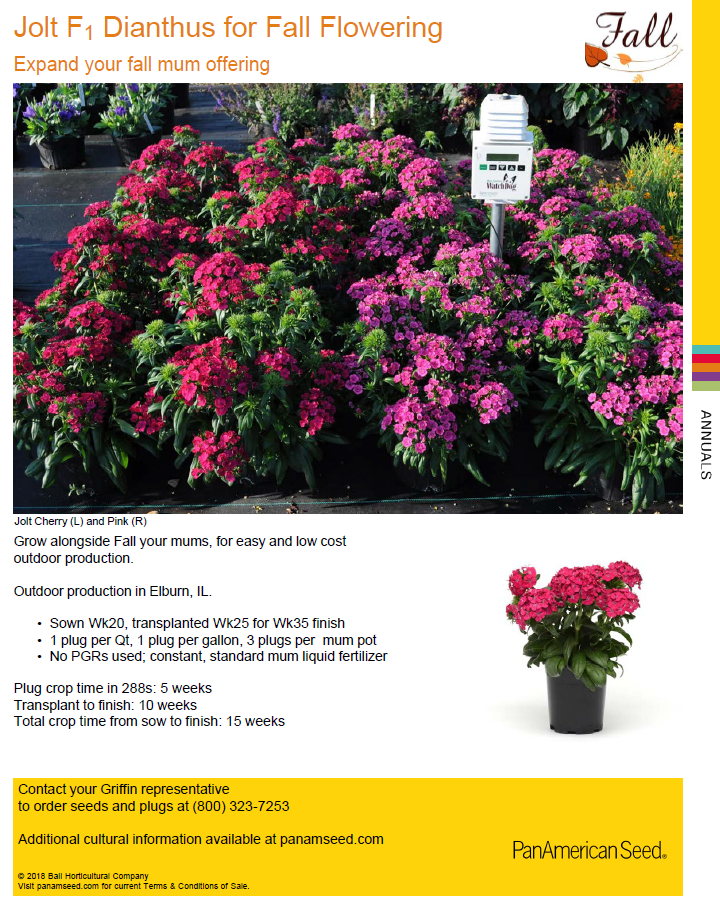 Jolt F1 Dianthus for Fall Flowering
Expand your fall mum offering
Fall
WatchDog
ANNUALS
Jolt Cherry (L) and Pink (R)
Grow alongside Fall your mums, for easy and low cost
outdoor production.
Outdoor production in Elburn, IL.
• Sown Wk20, transplanted Wk25 for Wk35 finish
• 1 plug per Qt, 1 plug per gallon, 3 plugs per mum pot
• No PGRs used; constant, standard mum liquid fertilizer
Plug crop time in 288s: 5 weeks
Transplant to finish: 10 weeks
Total crop time from sow to finish: 15 weeks
Contact your Griffin representative
to order seeds and plugs at (800) 323-7253
Additional cultural information available at panamseed.com
PanAmerican Seed®
© 2018 Ball Horticultural Company
Visit panamseed.com for current Terms & Conditions of Sale.